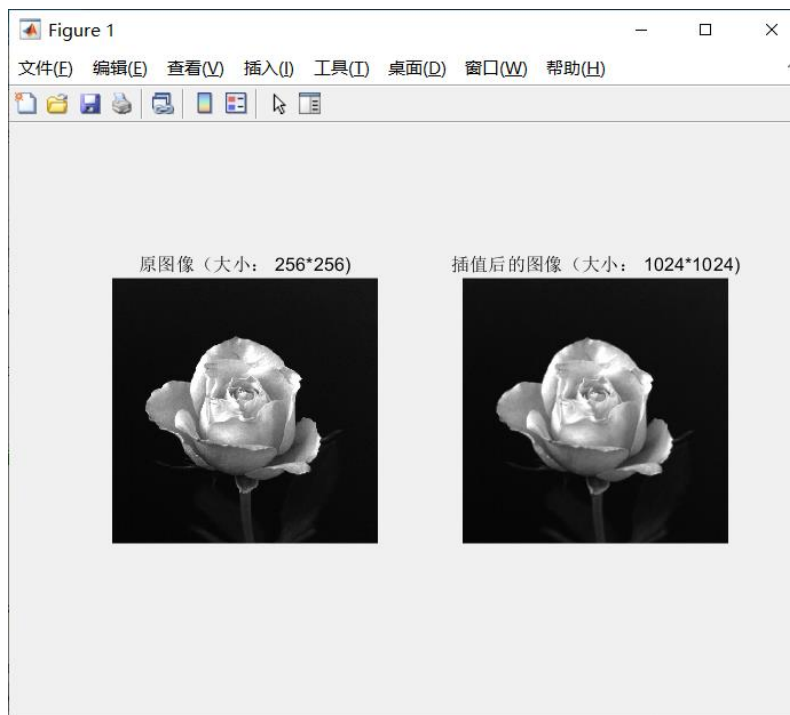 Figure 1
文件(F) 编辑(E) 查看(V) 插入(I) 工具(T) 桌面(D) 窗口(W) 帮助(H)
原图像（大小： 256*256)
插值后的图像（大小： 1024*1024)